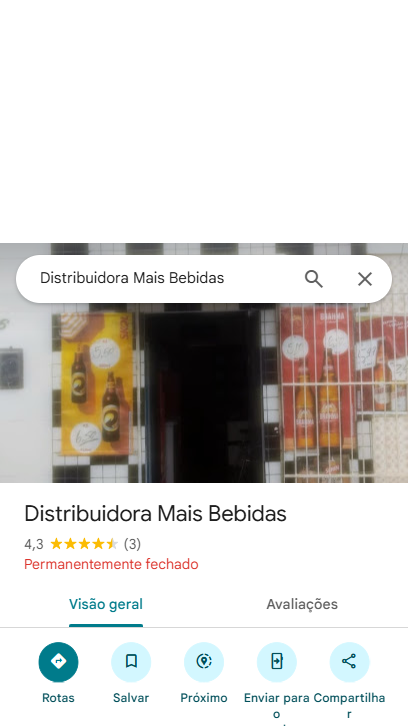 Distribuidora Mais Bebidas
Distribuidora Mais Bebidas
4,3 (3)
Permanentemente fechado
Visão geral
Avaliações
Rotas
Salvar
Próximo
Enviar para o
Compartilhar